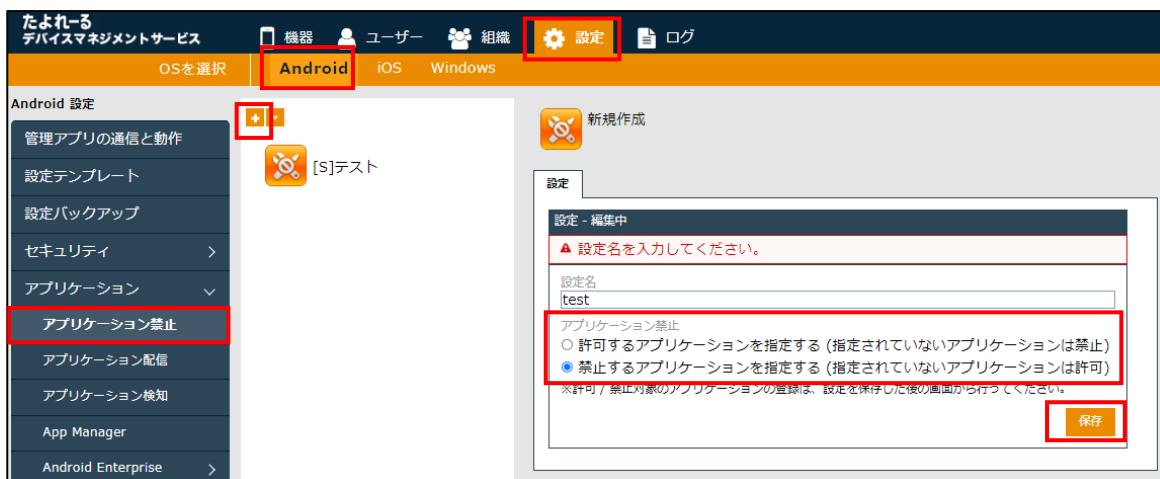 たよれーる
デバイスマネジメントサービス
機器 ユーザー 組織 設定 ログ
OSを選択 Android iOS Windows
Android 設定
管理アプリの通信と動作
設定テンプレート
設定バックアップ
セキュリティ
アプリケーション
アプリケーション禁止
アプリケーション配信
アプリケーション検知
App Manager
Android Enterprise
[S]テスト
新規作成
設定
設定 - 編集中
設定名を入力してください。
設定名
test
アプリケーション禁止
許可するアプリケーションを指定する (指定されていないアプリケーションは禁止)
禁止するアプリケーションを指定する (指定されていないアプリケーションは許可)
※許可 / 禁止対象のアプリケーションの登録は、設定を保存した後の画面から行ってください。
保存